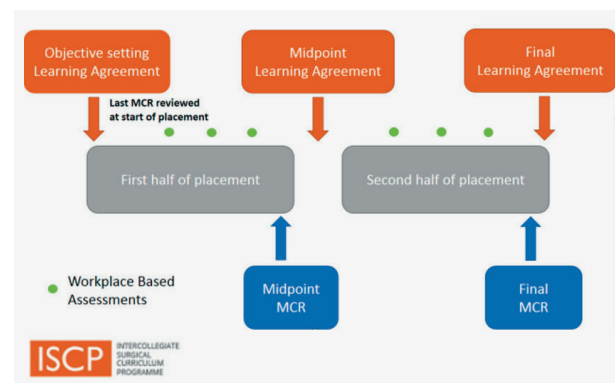 Objective setting
Learning Agreement
Midpoint
Learning Agreement
Final
Learning Agreement
Last MCR reviewed
at start of placement
First half of placement
Second half of placement
Workplace Based
Assessments
Midpoint
MCR
Final
MCR
ISCP
INTERCOLLEGIATE
SURGICAL
CURRICULUM
PROGRAMME